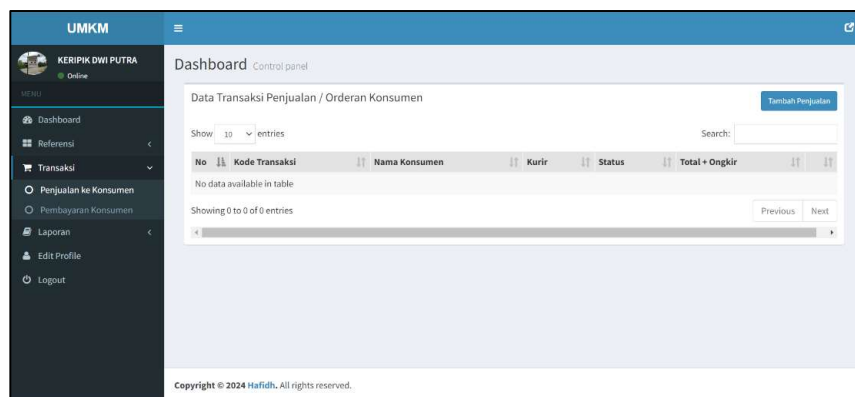 UMKM
KERIPIK DWI PUTRA
Online
MENU
Dashboard
Referensi
Transaksi
Penjualan ke Konsumen
Pembayaran Konsumen
Laporan
Edit Profile
Logout
Dashboard Control panel
Data Transaksi Penjualan / Orderan Konsumen
Tambah Penjualan
Show 10 entries Search:
No Kode Transaksi Nama Konsumen Kurir Status Total + Ongkir
No data available in table
Showing 0 to 0 of 0 entries Previous Next
Copyright © 2024 Hafidh. All rights reserved.